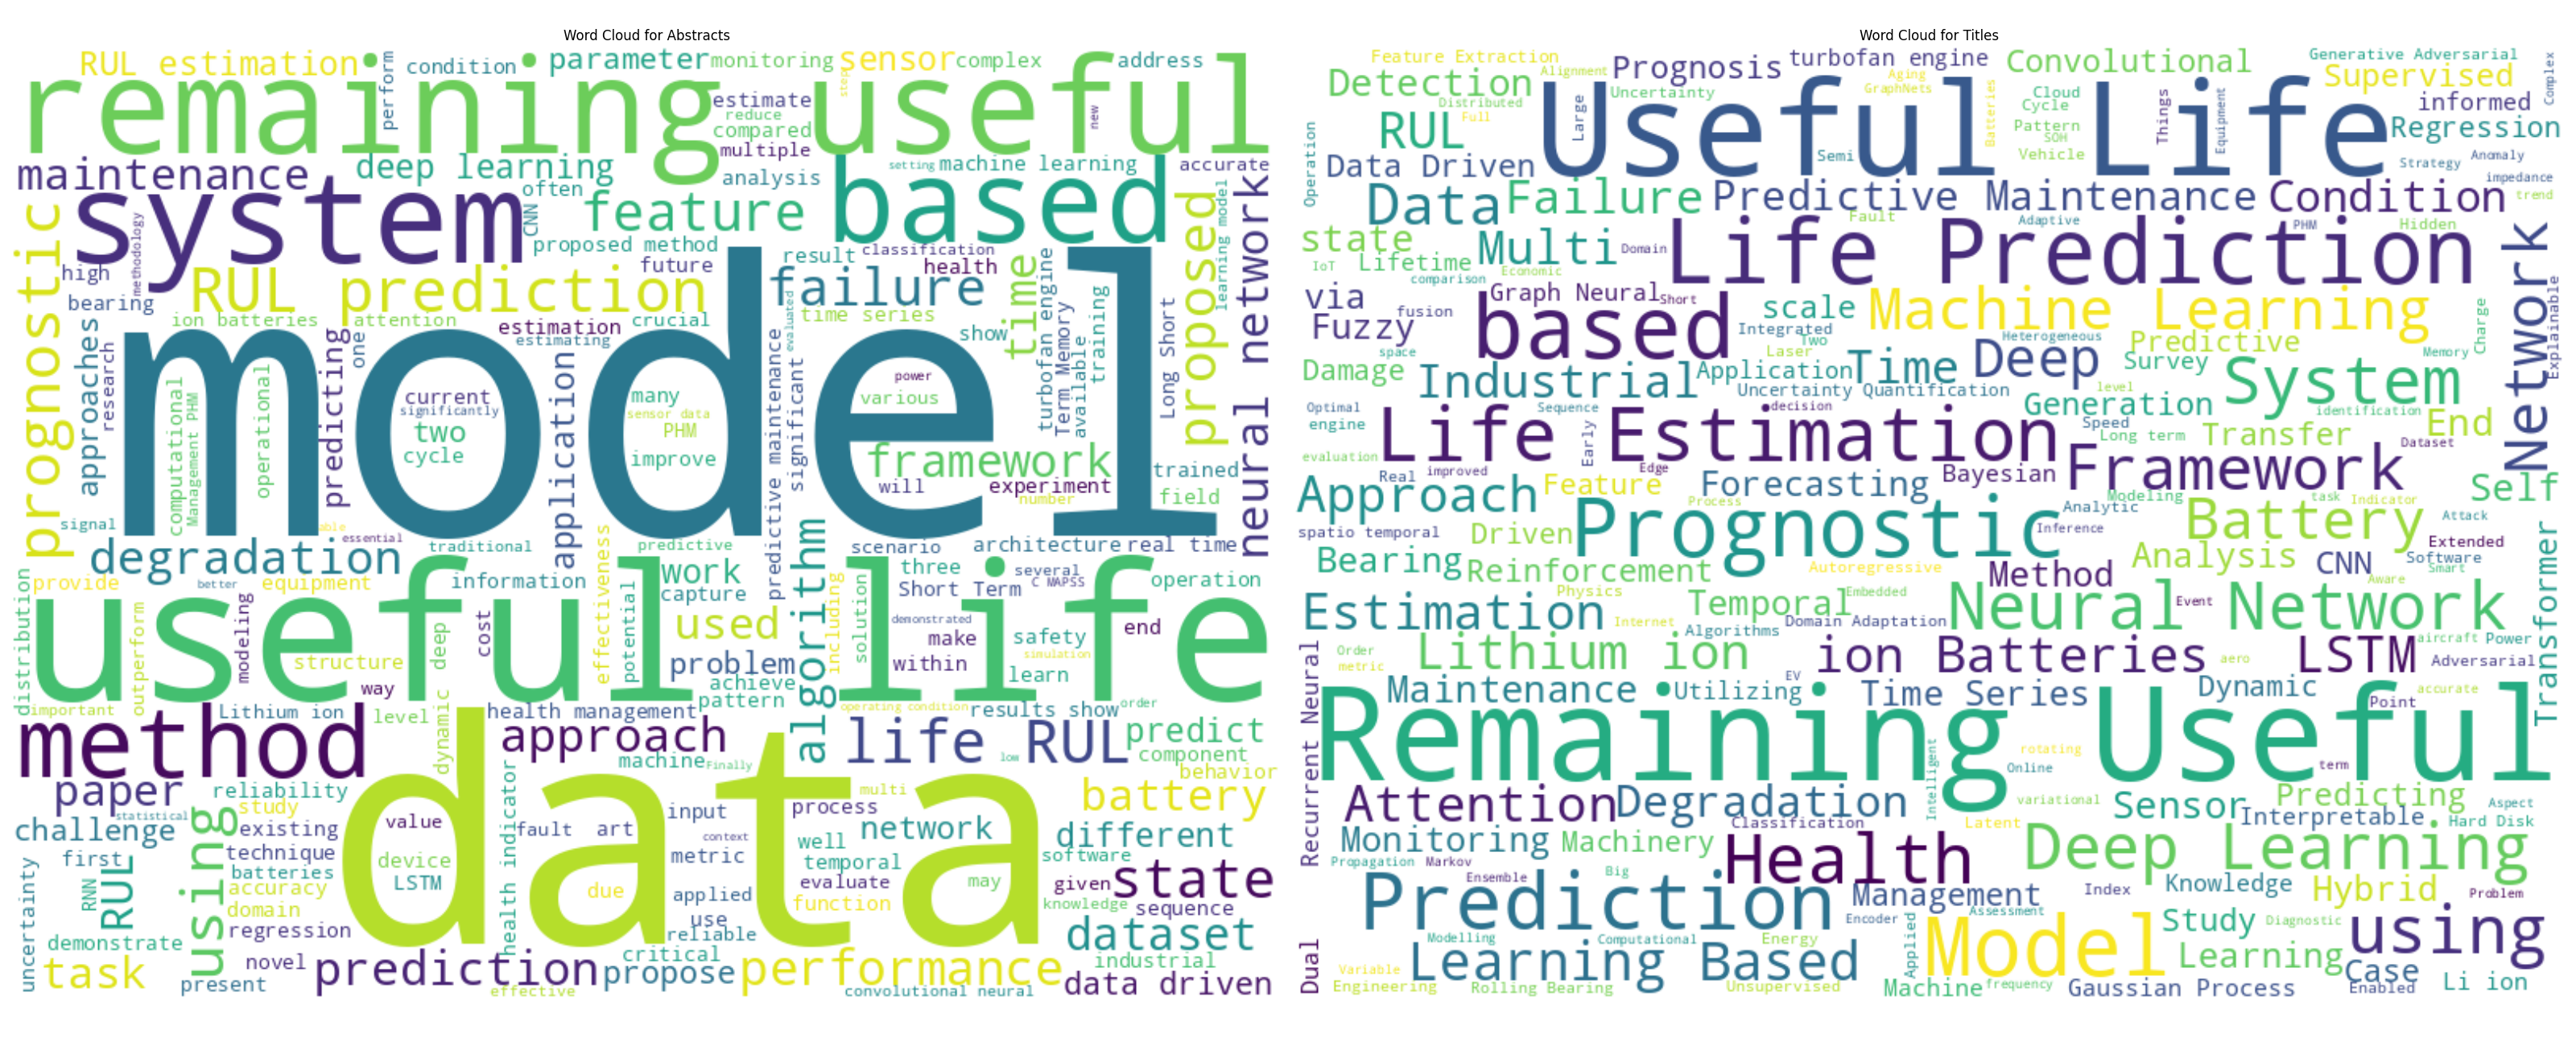 Word Cloud for Abstracts
RUL estimation
perform
condition
parameter
monitoring
sensor
complex
address
remaining useful
step
estimate
reduce
compared
multiple
new
maintenance
deep learning
often
analysis
setting
machine learning
accurate
system
CNN
feature
based
proposed
learning model
neural network
prognostic
high
methodology
proposed method
future
result
classification
health
bearing
RUL prediction
failure
time
turbofan engine
Term Memory
available
training
Long Short
ion batteries
attention
estimation
estimating
crucial
evaluated
time series
show
approaches
research
predicting
one
model
computational
Management PHM
operational
current
significantly
two
cycle
application
many
sensor data
PHM
improve
predictive maintenance
significant
power
various
framework
will
experiment
number
trained
field
signal
able
essential
degradation
traditional
effectiveness
predictive
algorithm
scenario
architecture
real time
provide
better
equipment
information
work
capture
three
Short Term
several
C MAPSS
operation
distribution
outperform
useful life
modeling
structure
deep
dynamic
cost
way
potential
used
problem
achieve
pattern
including
solution
demonstrated
make
within
safety
simulation
learn
end
important
Lithium ion
level
health management
operating condition
results show
order
method
approach
machine
Finally
life RUL
low
predict
component
behavior
paper
reliability
study
statistical
data
health indicator
multi
battery
challenge
using
existing
technique
batteries
accuracy
domain
regression
value
device
LSTM
fault
art
due
input
context
metric
applied
use
reliable
critical
process
well
temporal
evaluate
function
network
may
different
software
given
state
knowledge
sequence
first
RNN
RUL
uncertainty
demonstrate
task
novel
present
prediction
effective
propose
performance
convolutional neural
dataset
industrial
data driven
Word Cloud for Titles
Feature Extraction
Alignment
Prognosis
turbofan engine
Convolutional
Generative Adversarial
Supervised
Complex
Detection
Distributed
Full
Uncertainty
Aging
GraphNets
Batteries
Cloud
Cycle
Pattern
SOH
Vehicle
Things
Equipment
informed
Regression
RUL
Large
Useful Life
Operation
Data Driven
Semi
Strategy
Anomaly
impedance
trend
Data
Failure
Predictive Maintenance
Condition
state
Multi
Domain
Fault
Adaptive
PHM
Hidden
IoT
Lifetime
Economic
comparison
Life Prediction
Network
via
fusion
Graph Neural
Short
scale
Machine Learning
Charge
Explainable
Fuzzy
based
Integrated
Two
Heterogeneous
Predictive
space
Laser
Time
Deep
Survey
Memory
Damage
Industrial
Application
Uncertainty Quantification
level
System
Optimal
engine
Sequence
decision
Generation
identification
End
Life Estimation
Early
Speed
Long term
Transfer
Dataset
evaluation
Real
improved
Edge
Bayesian
Framework
Approach
Feature
Forecasting
Process
Modeling
task
Indicator
Self
spatio temporal
Driven
Prognostic
Analytic
Inference
Battery
Attack
Extended
Bearing
Reinforcement
Autoregressive
Method
Analysis
CNN
Software
Smart
Transformer
Physics
Embedded
Aware
Estimation
Internet
Temporal
Event
Neural Network
Algorithms
Domain Adaptation
Order
metric
Lithium ion
ion Batteries
aero
LSTM
aircraft
Power
Adversarial
Recurrent Neural
Maintenance
Utilizing
EV
Time Series
Dynamic
accurate
Point
Remaining Useful
Intelligent
rotating
Online
term
Attention
Degradation
variational
Sensor
Predicting
Aspect
Monitoring
Machinery
Classification
Latent
Interpretable
Hard Disk
Propagation
Markov
Ensemble
Big
Health
Deep Learning
Prediction
Management
Index
Knowledge
Hybrid
Problem
Encoder
Assessment
Study
Diagnostic
Dual
Modelling
Computational
Energy
Applied
Model
using
Variable
Engineering
Learning Based
Learning
Case
Rolling Bearing
Unsupervised
Machine
frequency
Gaussian Process
Enabled
Li ion